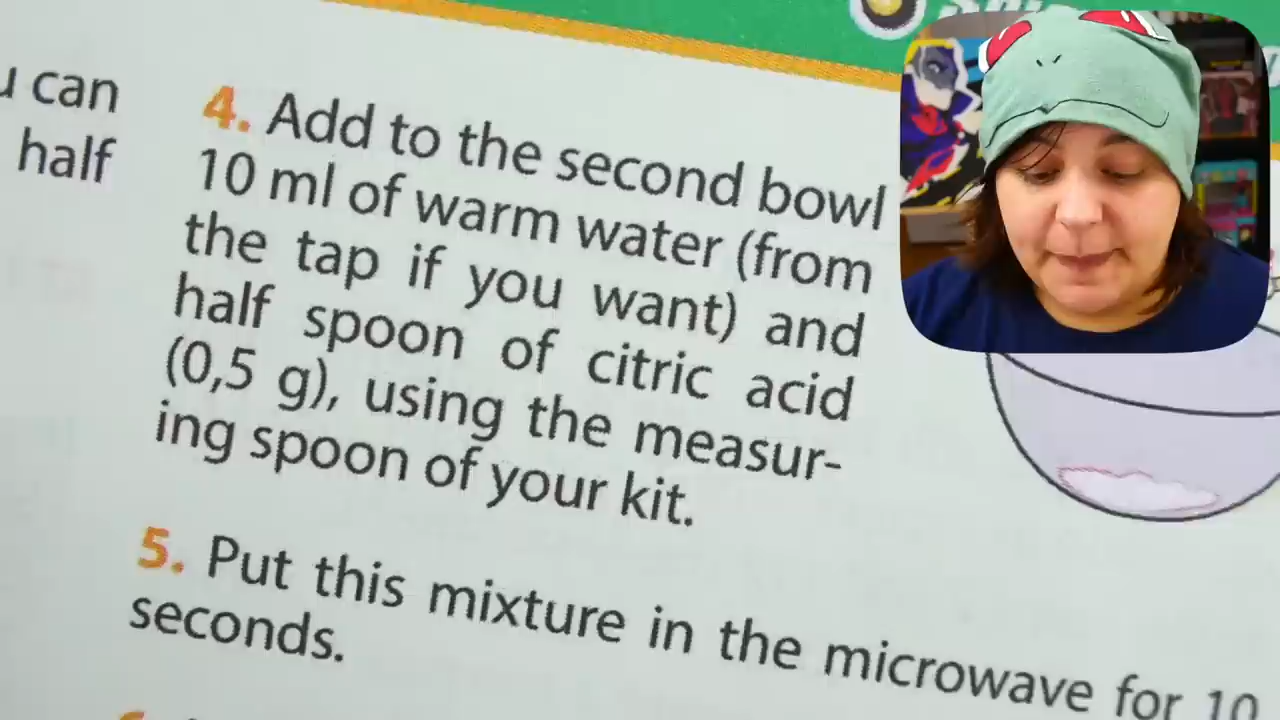 u can
half
4. Add to the second bowl
10 ml of warm water (from
the tap if you want) and
half spoon of citric acid
(0,5 g), using the measur-
ing spoon of your kit.
5. Put this mixture in the microwave for 10
seconds.